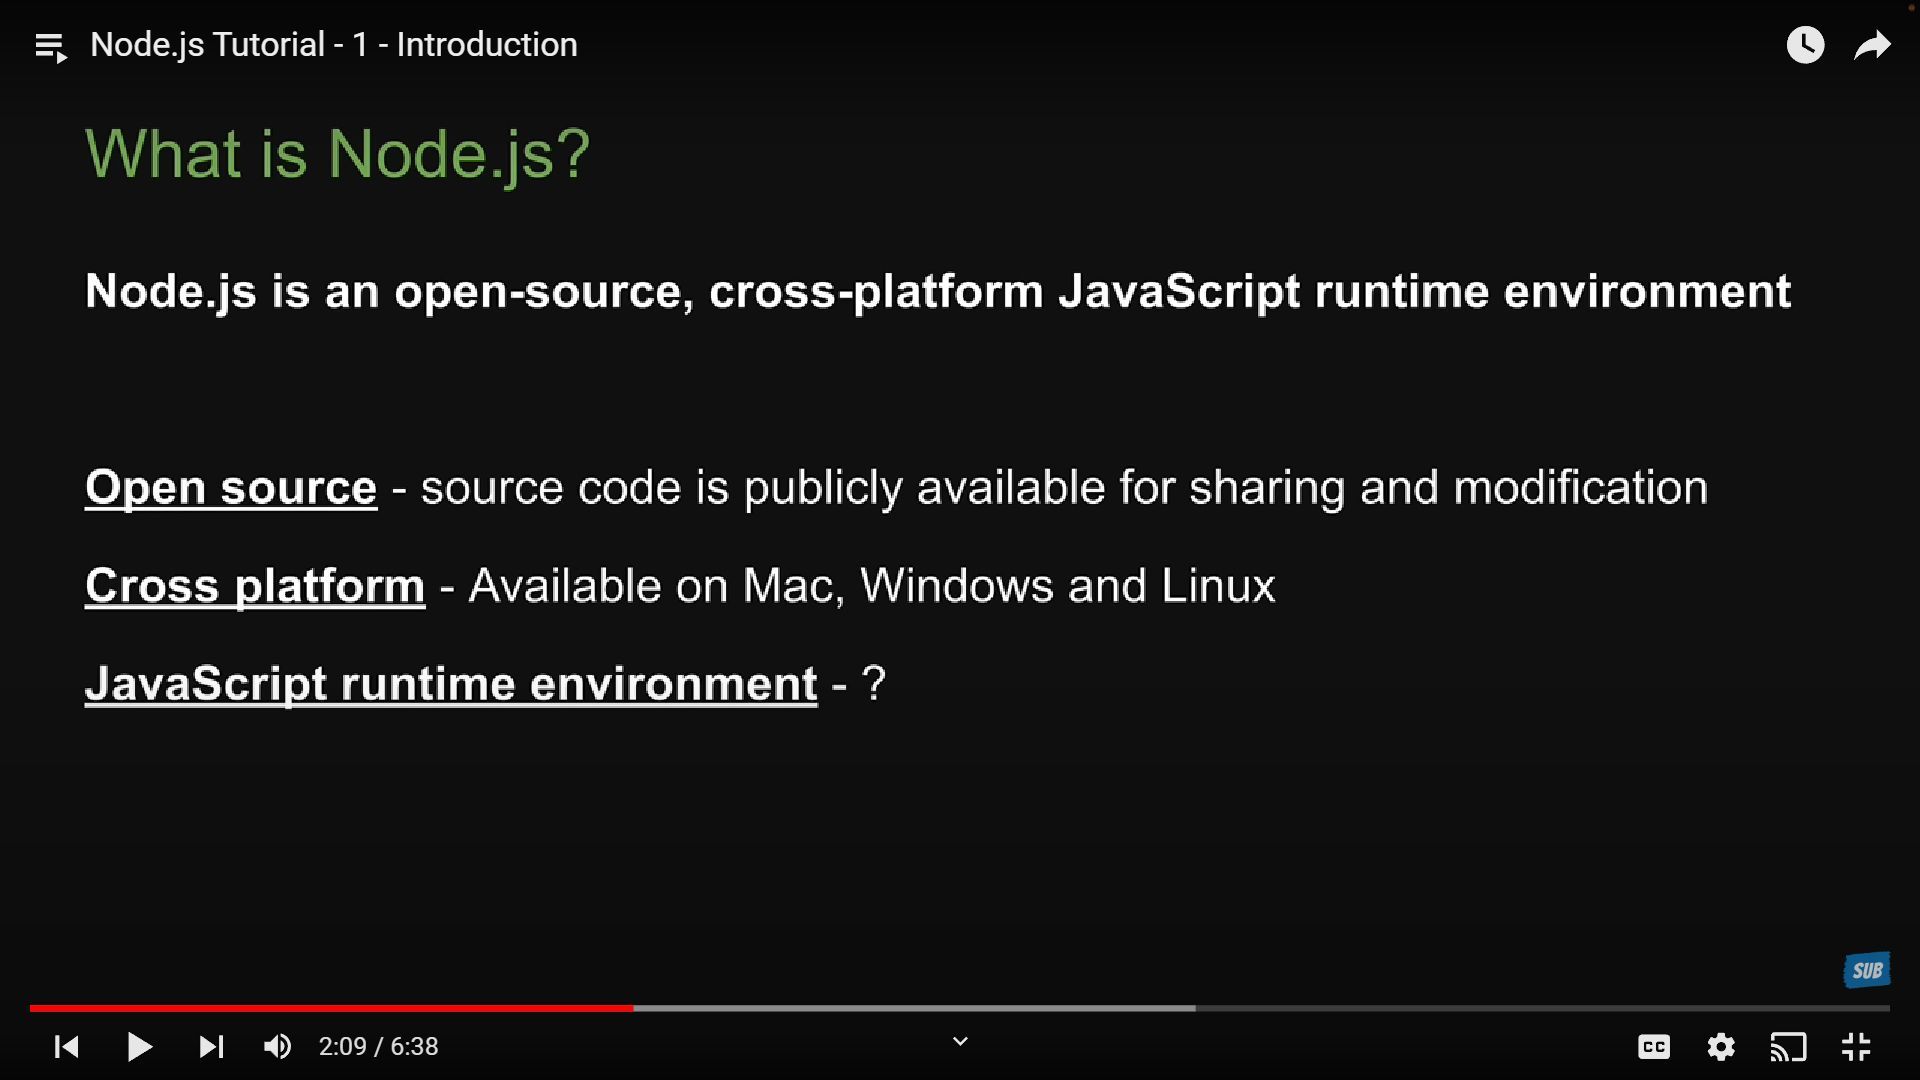 Node.js Tutorial - 1 - Introduction
What is Node.js?
Node.js is an open-source, cross-platform JavaScript runtime environment
Open source - source code is publicly available for sharing and modification
Cross platform - Available on Mac, Windows and Linux
JavaScript runtime environment - ?
SUB
2:09 / 6:38
CC